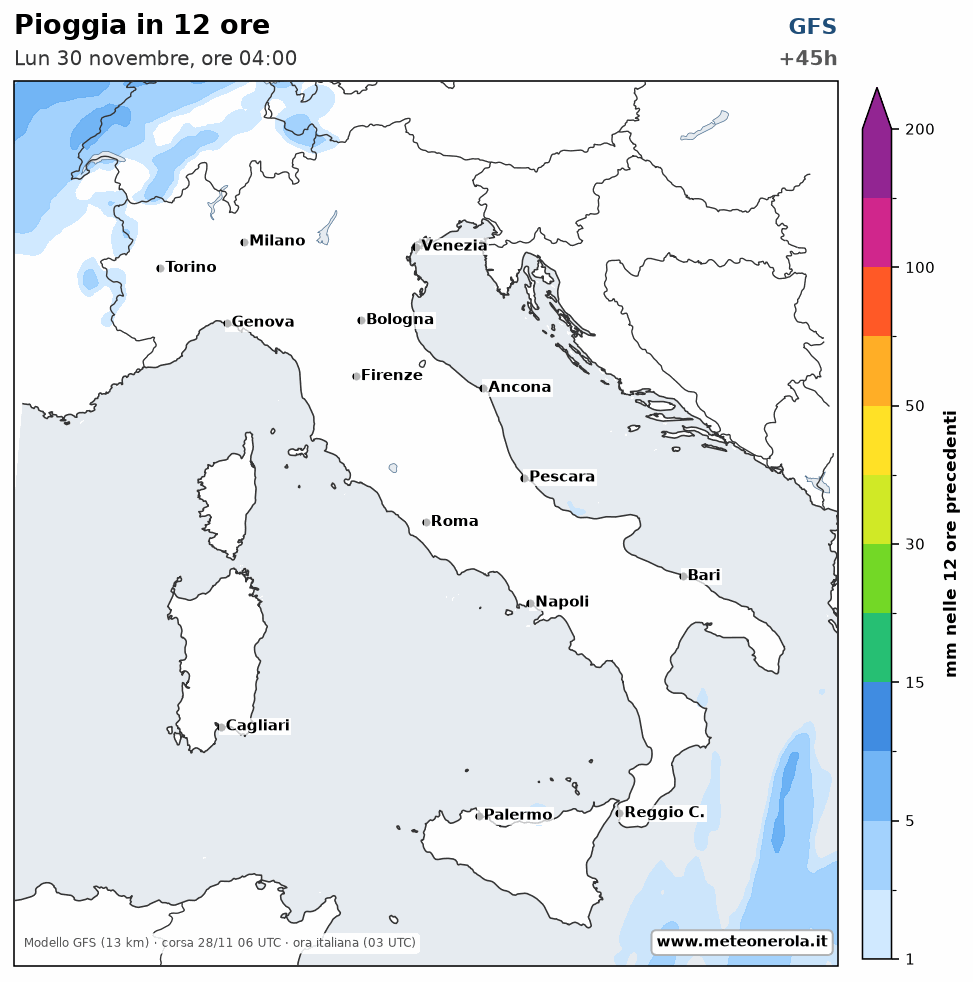 Pioggia in 12 ore
GFS
Lun 30 novembre, ore 04:00
+45h
Milano
Venezia
Torino
Genova
Bologna
Firenze
Ancona
Pescara
Roma
Bari
Napoli
Cagliari
Palermo
Reggio C.
200
100
50
30
15
5
1
mm nelle 12 ore precedenti
Modello GFS (13 km) · corsa 28/11 06 UTC · ora italiana (03 UTC)
www.meteonerola.it